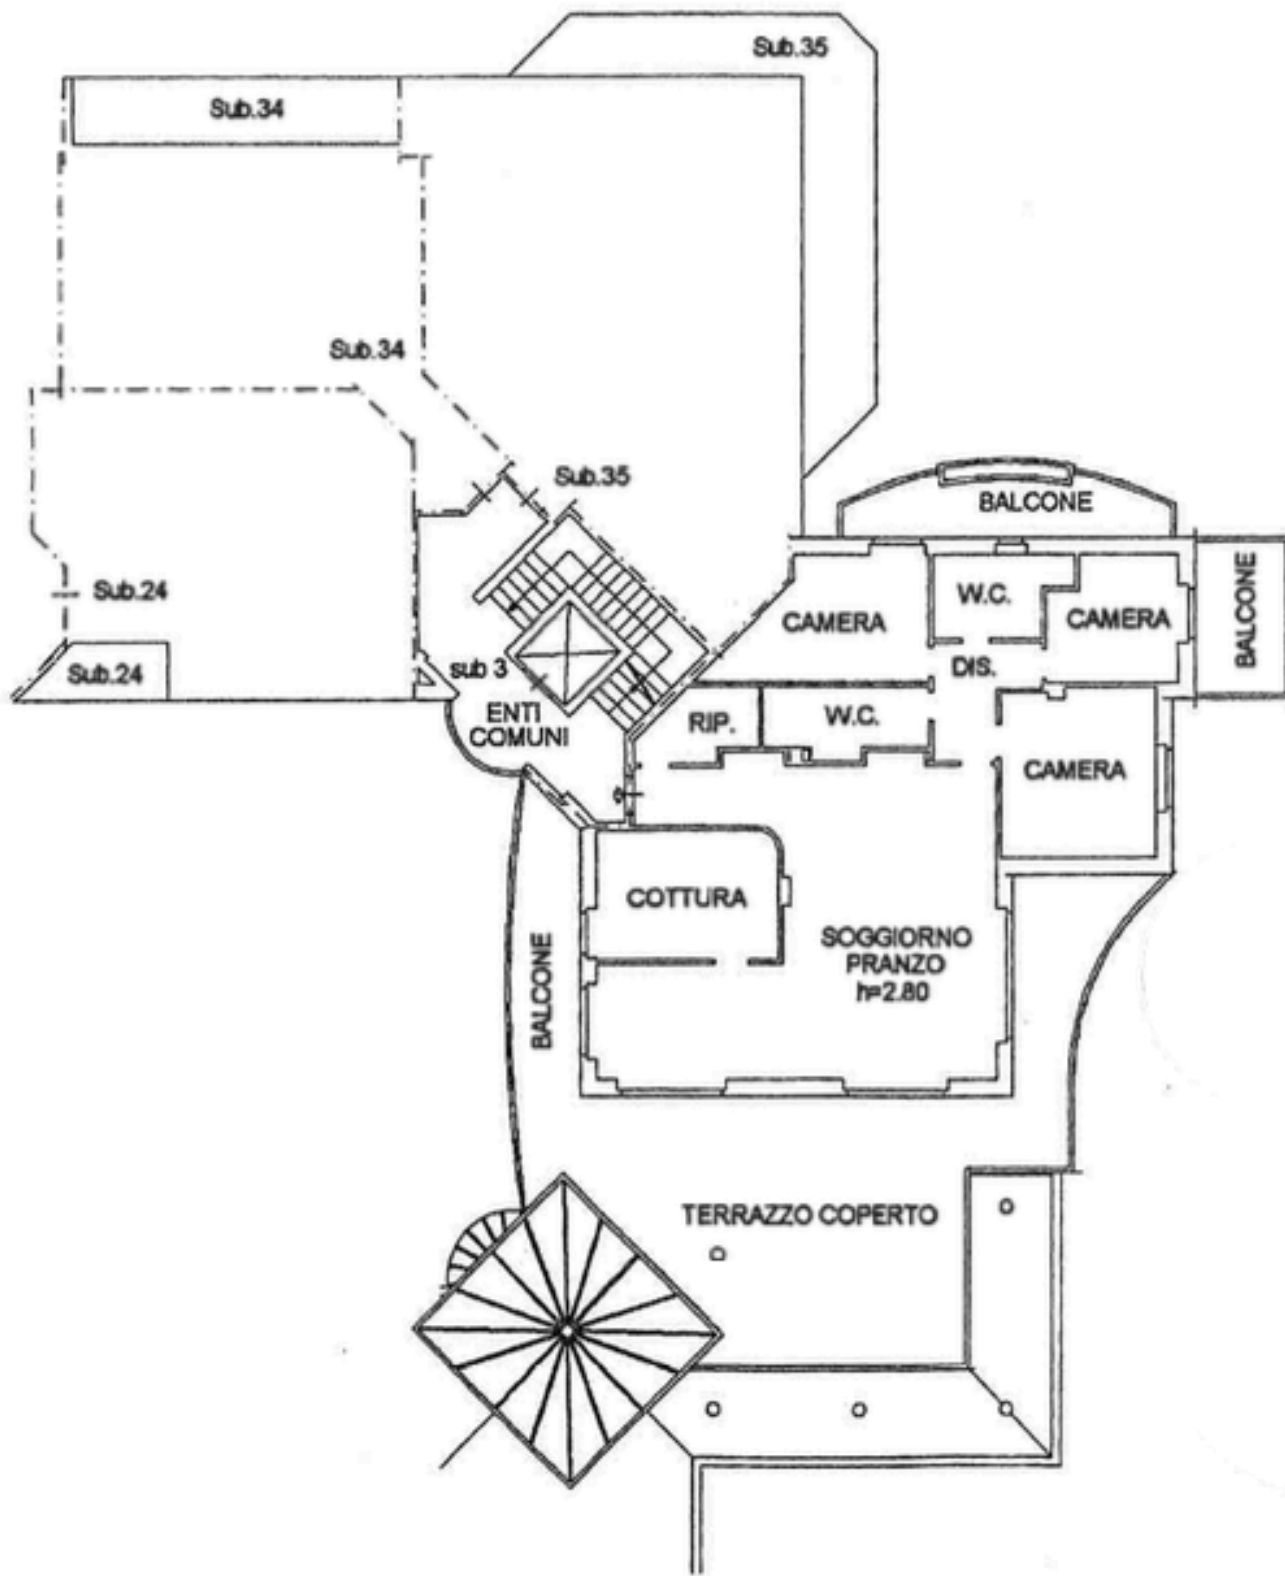 Sub.35
Sub.34
Sub.34
Sub.35
BALCONE
Sub.24
W.C.
BALCONE
CAMERA
CAMERA
Sub.24
sub 3
DIS.
ENTI
COMUNI
RIP.
W.C.
CAMERA
COTTURA
SOGGIORNO
PRANZO
h=2.80
BALCONE
TERRAZZO COPERTO